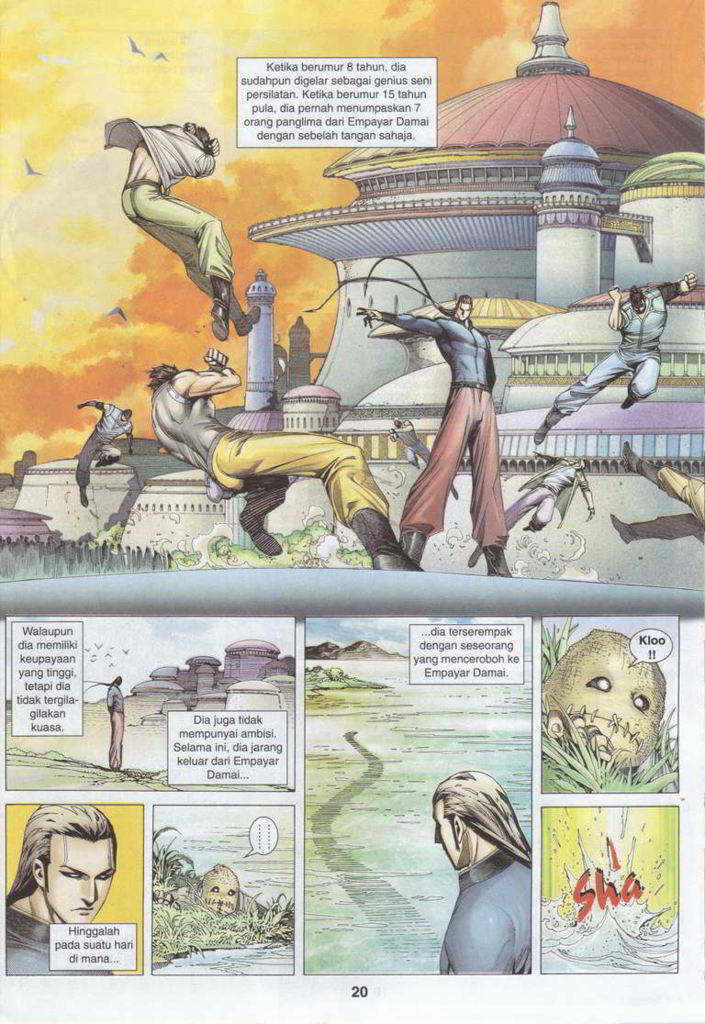 Ketika berumur 8 tahun, dia
sudahpun digelar sebagai genius seni
persilatan. Ketika berumur 15 tahun
pula, dia pernah menumpaskan 7
orang panglima dari Empayar Damai
dengan sebelah tangan sahaja.
Walaupun
dia memiliki
keupayaan
yang tinggi,
tetapi dia
tidak tergila-
gilakan
kuasa.
Dia juga tidak
mempunyai ambisi.
Selama ini, dia jarang
keluar dari Empayar
Damai...
Hinggalah
pada suatu hari
di mana...
...dia terserempak
dengan seseorang
yang menceroboh ke
Empayar Damai.
Kloo
!!
Sha
20